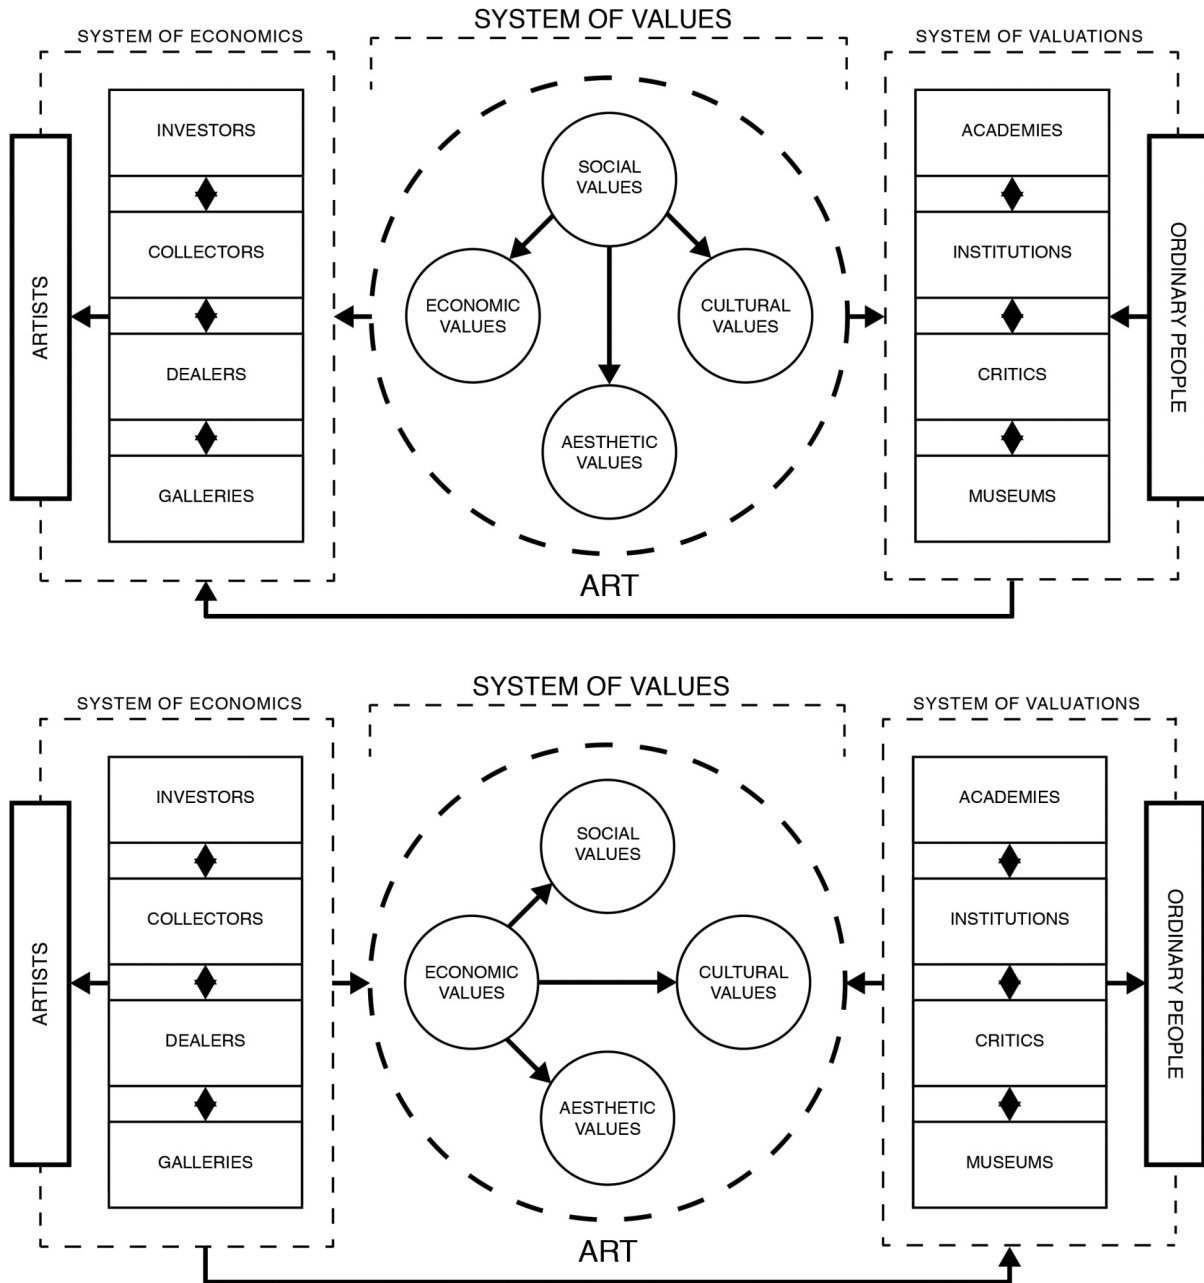 SYSTEM OF VALUES
SYSTEM OF ECONOMICS
SYSTEM OF VALUATIONS
ARTISTS
INVESTORS
COLLECTORS
DEALERS
GALLERIES
SOCIAL
VALUES
ECONOMIC
VALUES
CULTURAL
VALUES
AESTHETIC
VALUES
ART
ACADEMIES
INSTITUTIONS
CRITICS
MUSEUMS
ORDINARY PEOPLE
SYSTEM OF VALUES
SYSTEM OF ECONOMICS
SYSTEM OF VALUATIONS
ARTISTS
INVESTORS
COLLECTORS
DEALERS
GALLERIES
SOCIAL
VALUES
ECONOMIC
VALUES
CULTURAL
VALUES
AESTHETIC
VALUES
ART
ACADEMIES
INSTITUTIONS
CRITICS
MUSEUMS
ORDINARY PEOPLE